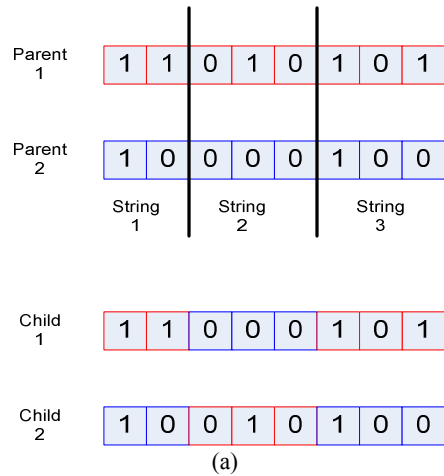 Parent 1 1 1 0 1 0 1 0 1
Parent 2 1 0 0 0 0 1 0 0
String 1 String 2 String 3
Child 1 1 1 0 0 0 1 0 1
Child 2 1 0 0 1 0 1 0 0
(a)